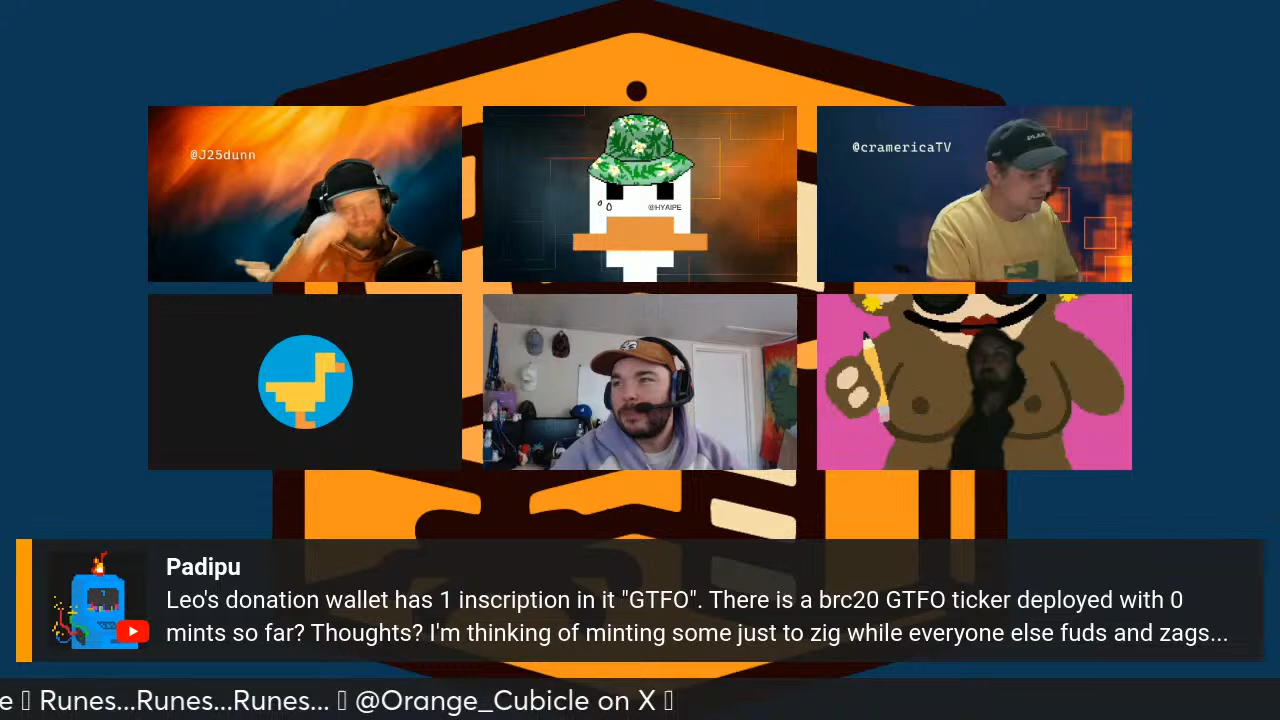 @J25dunn
@HYAIPE
@cramericaTV
Padipu
Leo's donation wallet has 1 inscription in it "GTFO". There is a brc20 GTFO ticker deployed with 0
mints so far? Thoughts? I'm thinking of minting some just to zig while everyone else fuds and zags...
e ▯ Runes...Runes...Runes... ▯ @Orange_Cubicle on X ▯